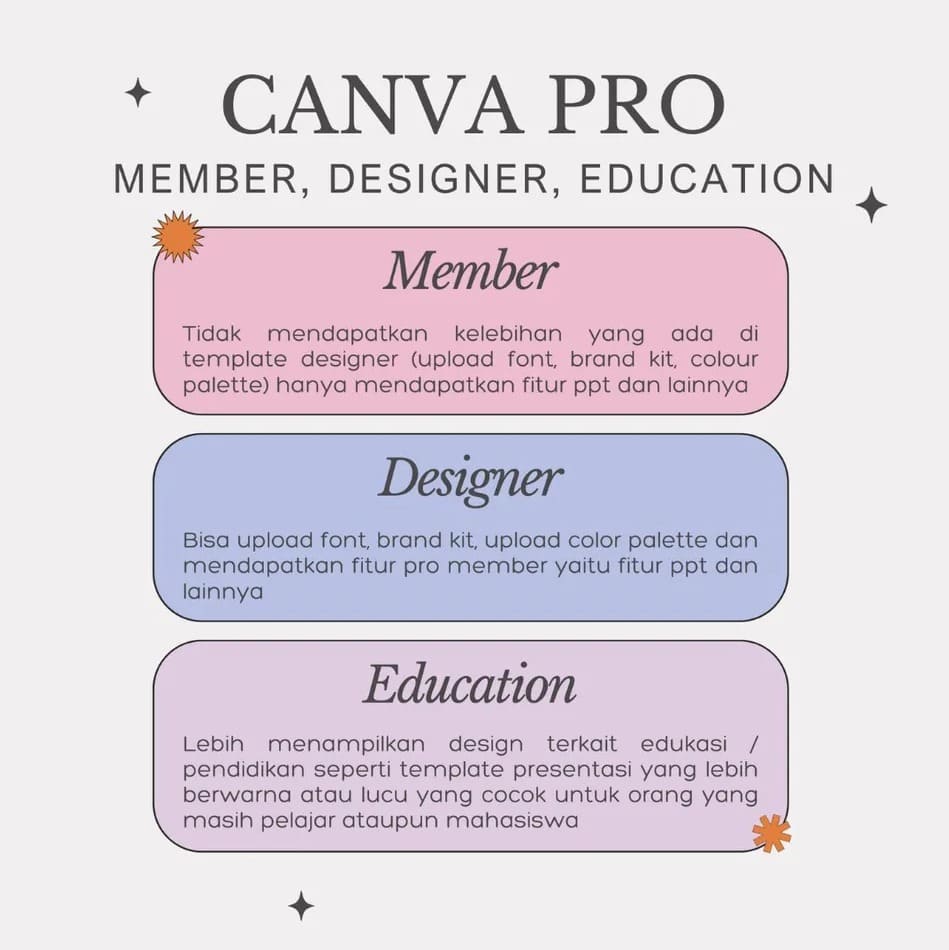 CANVA PRO
MEMBER, DESIGNER, EDUCATION
Member
Tidak mendapatkan kelebihan yang ada di
template designer (upload font, brand kit, colour
palette) hanya mendapatkan fitur ppt dan lainnya
Designer
Bisa upload font, brand kit, upload color palette dan
mendapatkan fitur pro member yaitu fitur ppt dan
lainnya
Education
Lebih menampilkan design terkait edukasi /
pendidikan seperti template presentasi yang lebih
berwarna atau lucu yang cocok untuk orang yang
masih pelajar ataupun mahasiswa